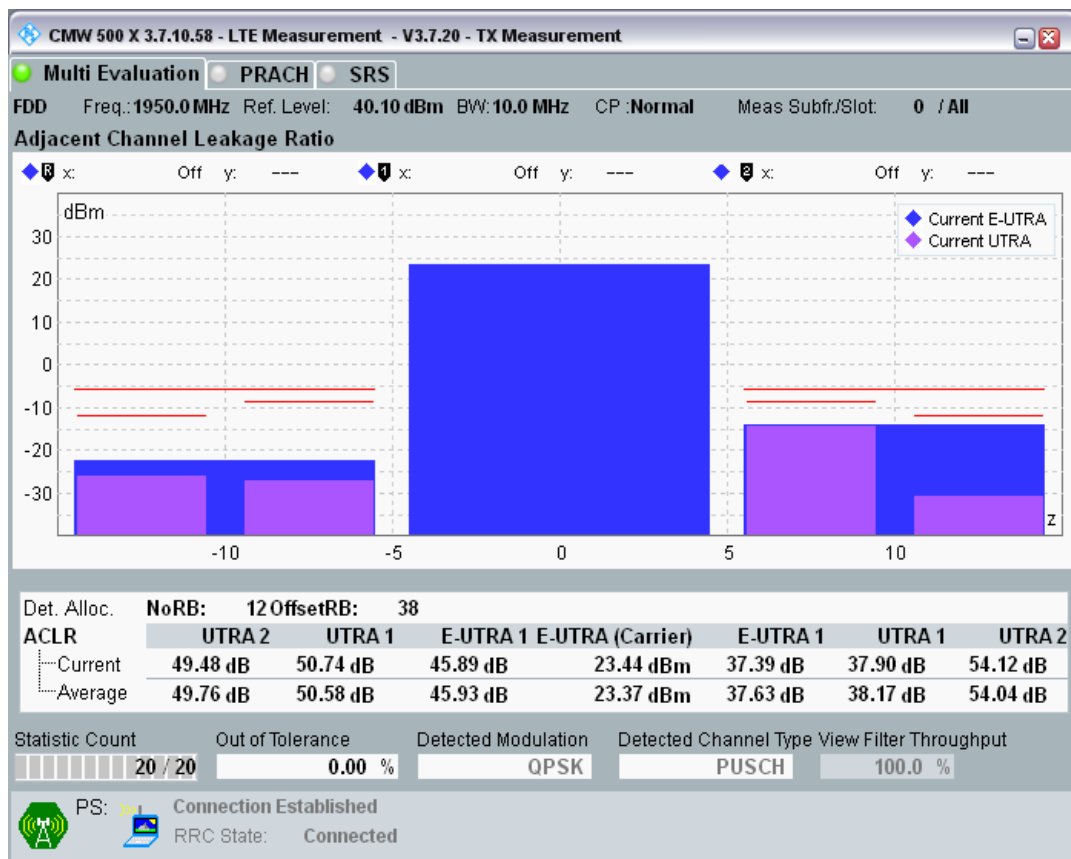 CMW 500 X 3.7.10.58 - LTE Measurement - V3.7.20 - TX Measurement
Multi Evaluation PRACH SRS
FDD Freq.: 1950.0 MHz Ref. Level: 40.10 dBm BW: 10.0 MHz CP : Normal Meas Subfr./Slot: 0 / All
Adjacent Channel Leakage Ratio
R x: Off y: --- 1 x: Off y: --- 2 x: Off y: ---
dBm
Current E-UTRA
Current UTRA
30
20
10
0
-10
-20
-30
z
-10 -5 0 5 10
Det. Alloc. NoRB: 12 OffsetRB: 38
ACLR UTRA 2 UTRA 1 E-UTRA 1 E-UTRA (Carrier) E-UTRA 1 UTRA 1 UTRA 2
Current 49.48 dB 50.74 dB 45.89 dB 23.44 dBm 37.39 dB 37.90 dB 54.12 dB
Average 49.76 dB 50.58 dB 45.93 dB 23.37 dBm 37.63 dB 38.17 dB 54.04 dB
Statistic Count Out of Tolerance Detected Modulation Detected Channel Type View Filter Throughput
20 / 20 0.00 % QPSK PUSCH 100.0 %
PS: Connection Established
RRC State: Connected